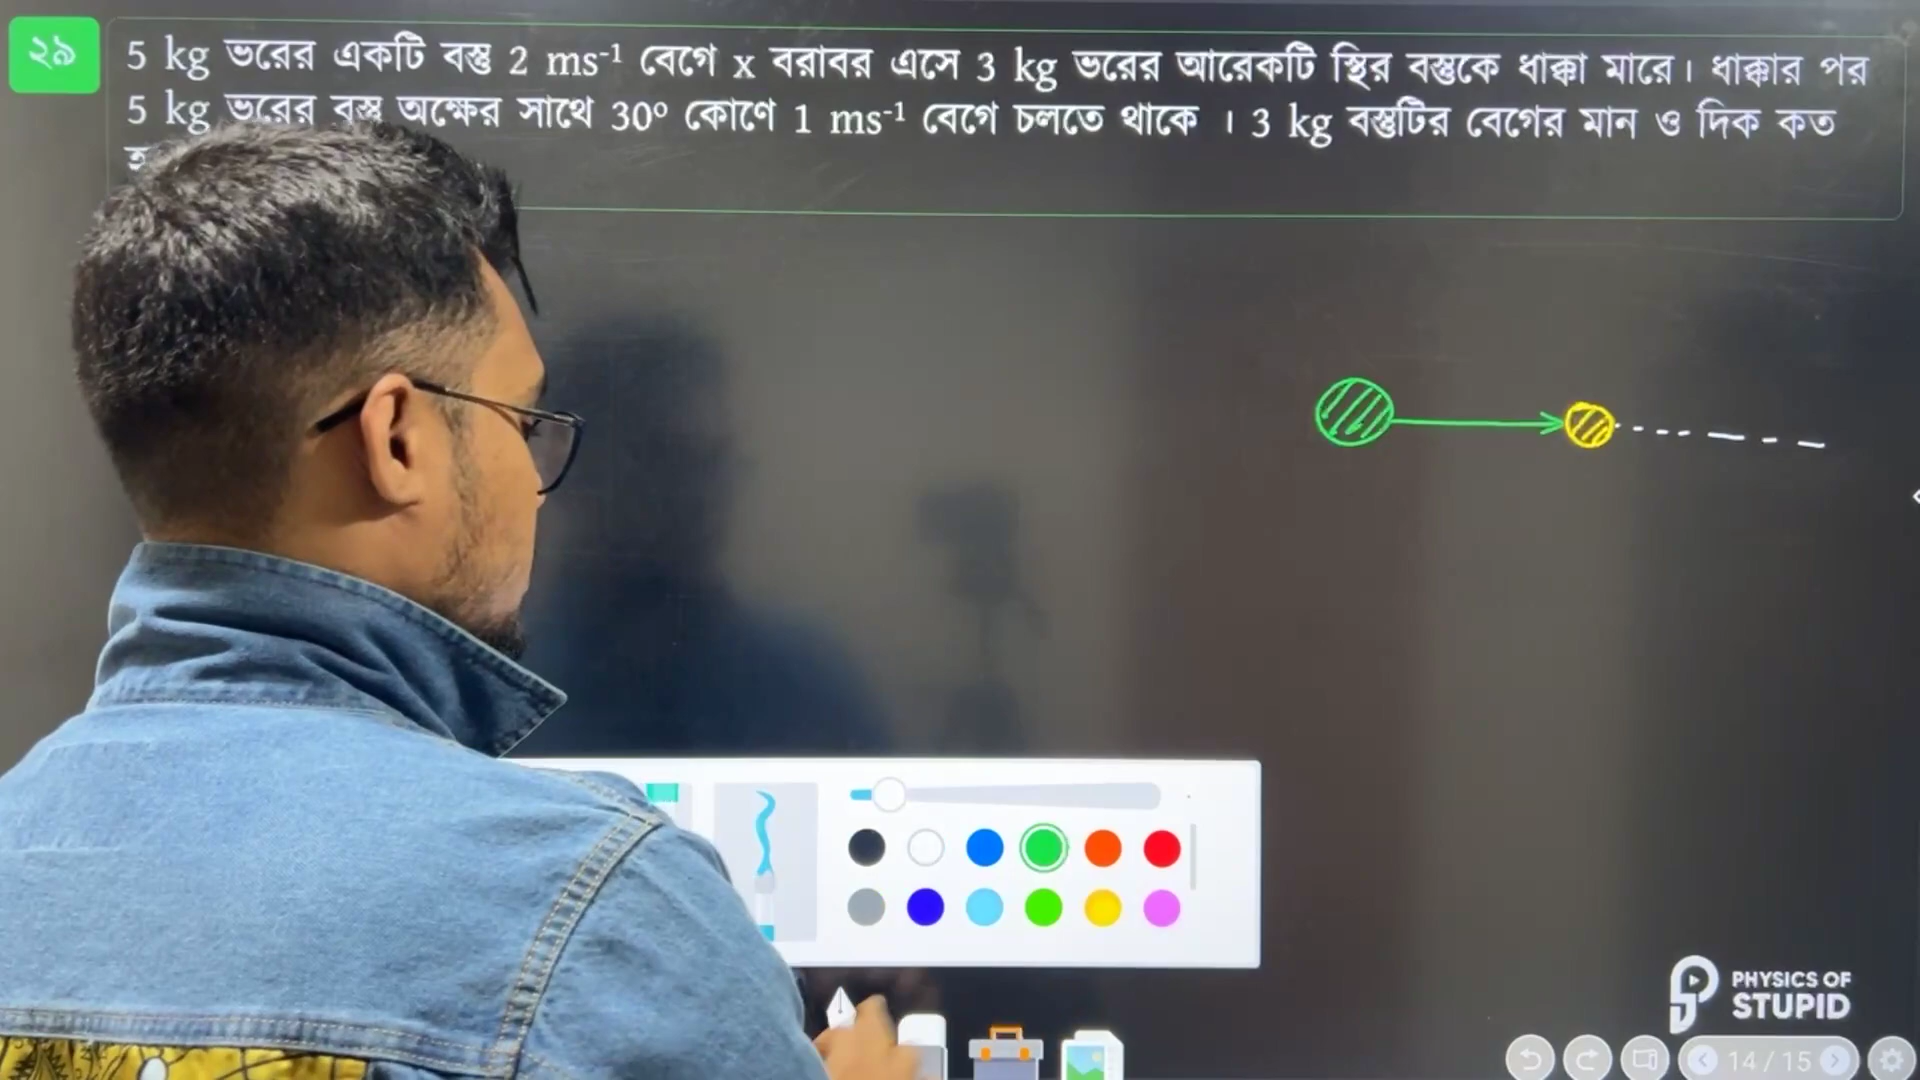 ২৯
5 kg ভরের একটি বস্তু 2 ms⁻¹ বেগে x বরাবর এসে 3 kg ভরের আরেকটি স্থির বস্তুকে ধাক্কা মারে। ধাক্কার পর
5 kg ভরের বস্তু অক্ষের সাথে 30⁰ কোণে 1 ms⁻¹ বেগে চলতে থাকে । 3 kg বস্তুটির বেগের মান ও দিক কত
PHYSICS OF
STUPID
14 / 15